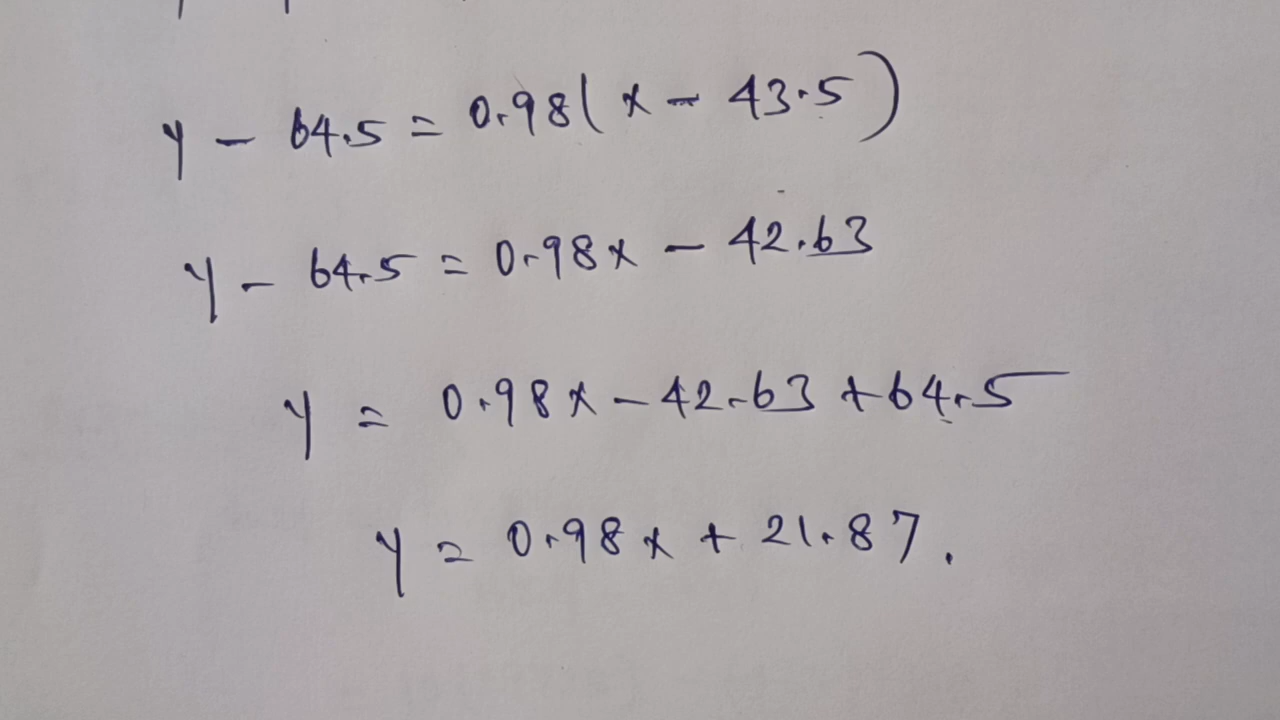 y - 64.5 = 0.98(x - 43.5)
y - 64.5 = 0.98x - 42.63
y = 0.98x - 42.63 + 64.5
y = 0.98x + 21.87.